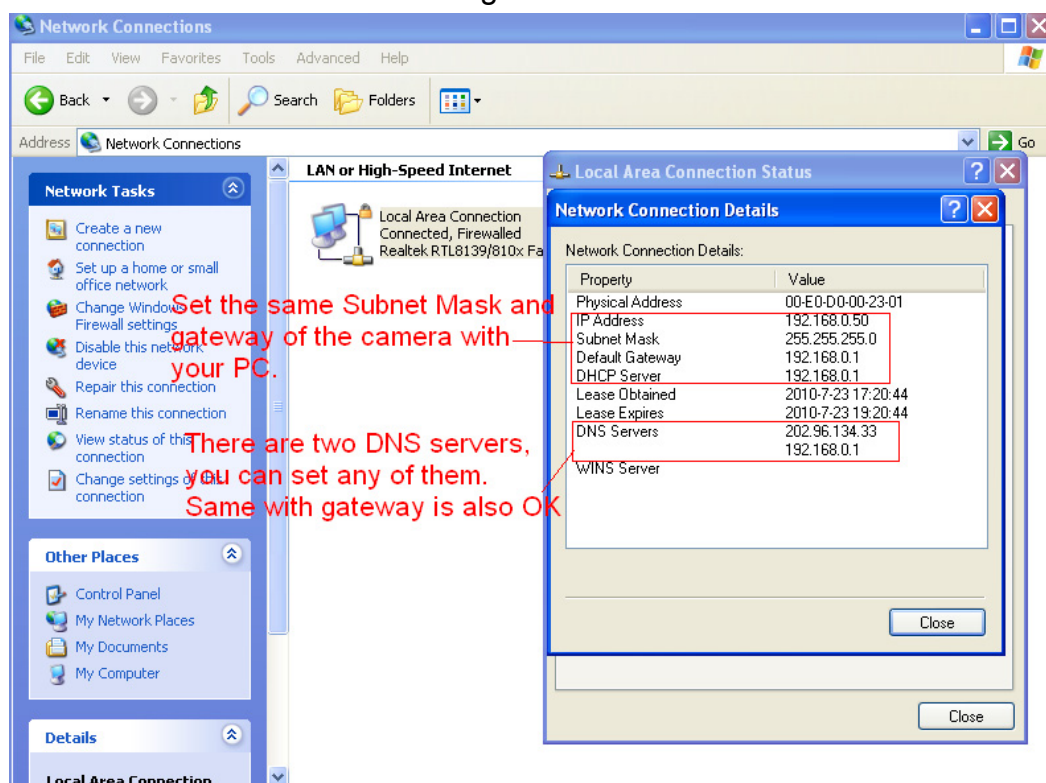 Network Connections
File Edit View Favorites Tools Advanced Help
Back Search Folders
Address Network Connections Go
Network Tasks
Create a new
connection
Set up a home or small
office network
Change Windows
Firewall settings
Disable this network
device
Repair this connection
Rename this connection
View status of this
connection
Change settings of this
connection
Other Places
Control Panel
My Network Places
My Documents
My Computer
Details
Local Area Connection
LAN or High-Speed Internet
Local Area Connection
Connected, Firewalled
Realtek RTL8139/810x Fa
Set the same Subnet Mask and
gateway of the camera with
your PC.
There are two DNS servers,
you can set any of them.
Same with gateway is also OK
Local Area Connection Status
Network Connection Details
Network Connection Details:
Property Value
Physical Address 00-E0-D0-00-23-01
IP Address 192.168.0.50
Subnet Mask 255.255.255.0
Default Gateway 192.168.0.1
DHCP Server 192.168.0.1
Lease Obtained 2010-7-23 17:20:44
Lease Expires 2010-7-23 19:20:44
DNS Servers 202.96.134.33
192.168.0.1
WINS Server
Close
Close